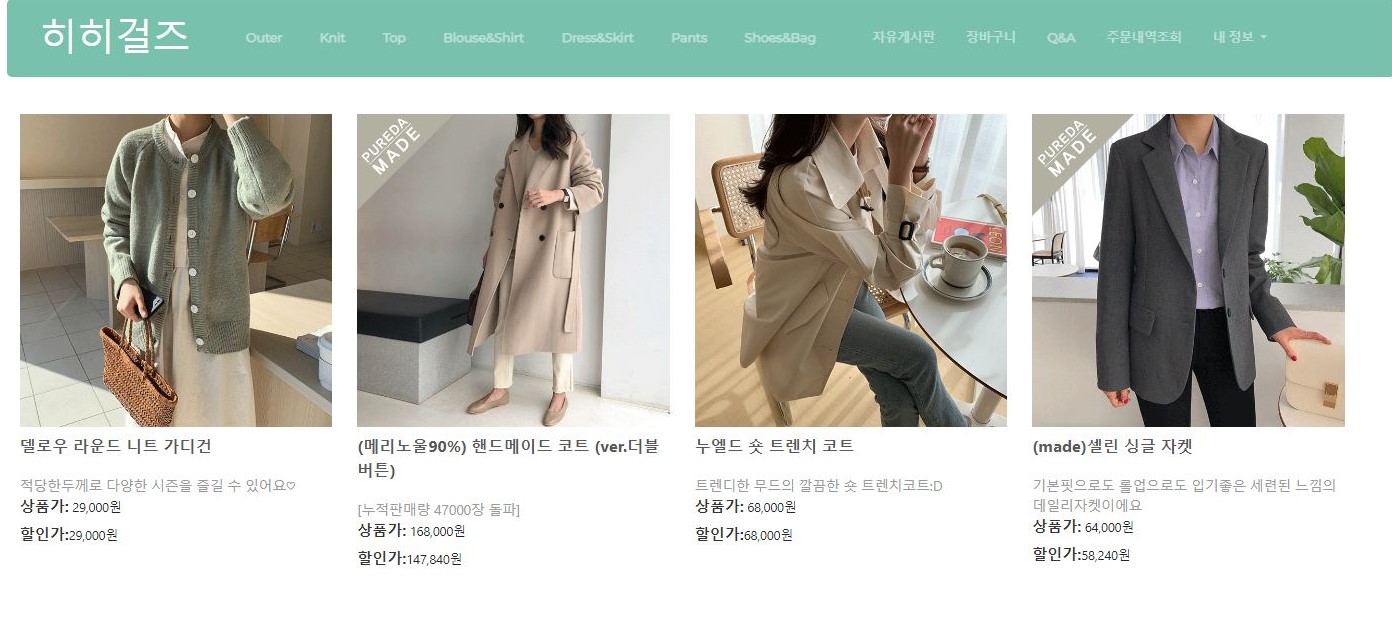 히히걸즈
Outer
Knit
Top
Blouse&Shirt
Dress&Skirt
Pants
Shoes&Bag
자유게시판
장바구니
Q&A
주문내역조회
내 정보
PUREDA
MADE
PUREDA
MADE
델로우 라운드 니트 가디건
적당한두께로 다양한 시즌을 즐길 수 있어요♡
상품가: 29,000원
할인가:29,000원
(메리노울90%) 핸드메이드 코트 (ver.더블
버튼)
[누적판매량 47000장 돌파]
상품가: 168,000원
할인가:147,840원
누엘드 숏 트렌치 코트
트렌디한 무드의 깔끔한 숏 트렌치코트:D
상품가: 68,000원
할인가:68,000원
(made)셀린 싱글 자켓
기본핏으로도 롤업으로도 입기좋은 세련된 느낌의
데일리자켓이에요
상품가: 64,000원
할인가:58,240원